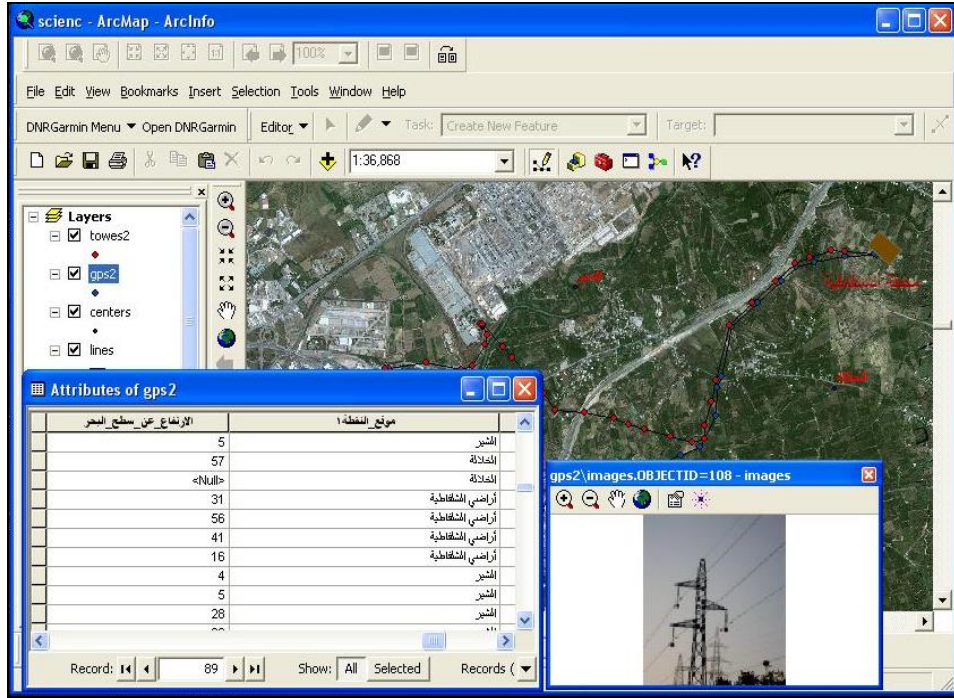 scienc - ArcMap - ArcInfo
100%
File Edit View Bookmarks Insert Selection Tools Window Help
DNRGarmin Menu Open DNRGarmin Editor Task: Create New Feature Target:
1:36,868
Layers
towes2
gps2
centers
lines
Attributes of gps2
الارتفاع_عن_سطح_البحر موقع_النقطة١
5 الشير
57 الخلالة
<Null> الخلالة
31 أراضي الشقاطية
56 أراضي الشقاطية
41 أراضي الشقاطية
16 أراضي الشقاطية
4 الشير
5 الشير
28 الشير
Record: 89 Show: All Selected Records (
gps2\images.OBJECTID=108 - images